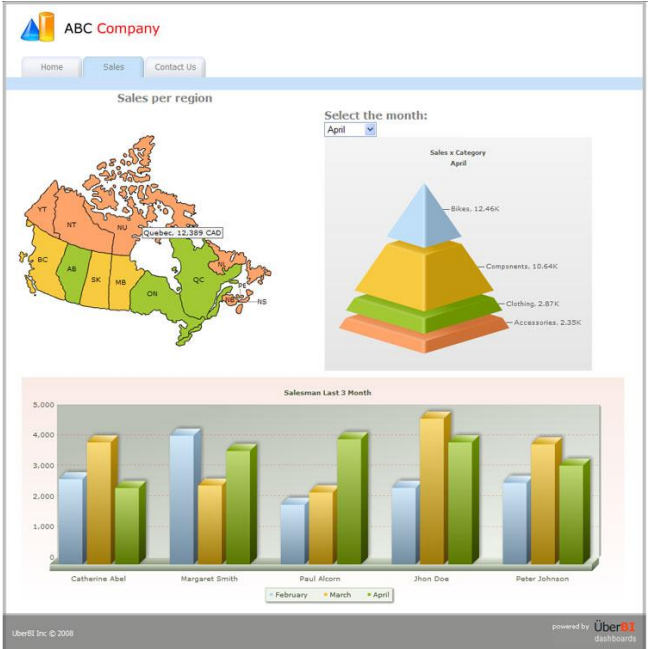 ABC Company
Home
Sales
Contact Us
Sales per region
Select the month:
April
YT
NT
NU
Quebec, 12,389 CAD
BC
AB
SK
MB
ON
QC
NL
PE
NB
NS
Sales x Category
April
Bikes, 12.46K
Components, 10.64K
Clothing, 2.87K
Accessories, 2.35K
Salesman Last 3 Month
5,000
4,000
3,000
2,000
1,000
0
Catherine Abel
Margaret Smith
Paul Alcorn
Jhon Doe
Peter Johnson
February
March
April
UberBI Inc © 2008
powered by ÜberBI
dashboards